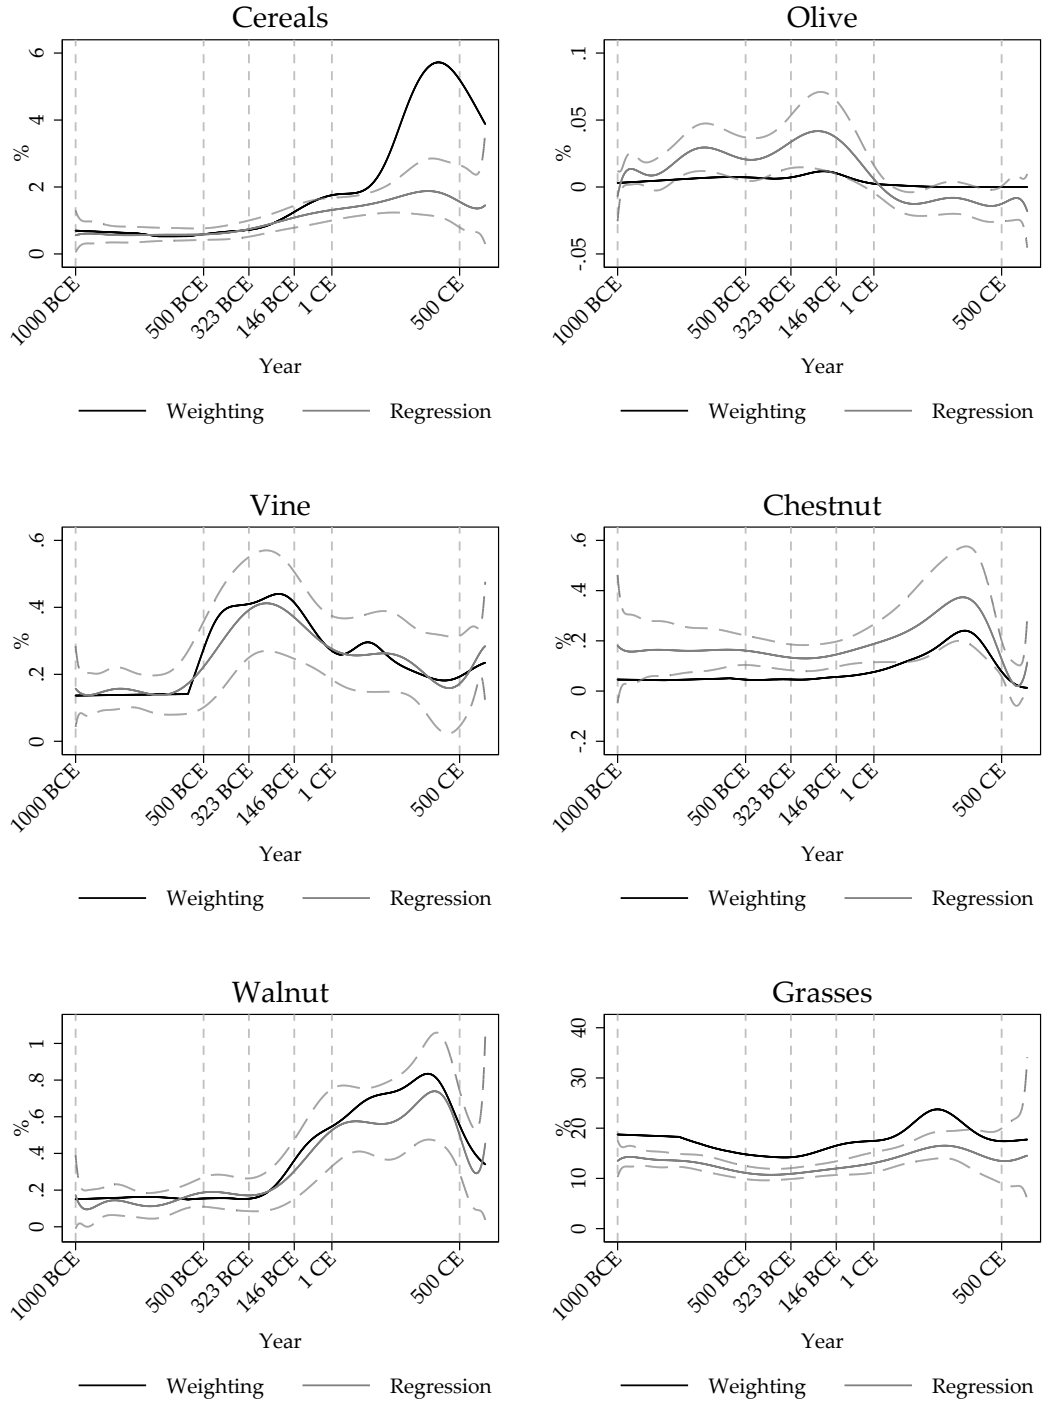 Cereals
%
6
4
2
0
1000 BCE
500 BCE
323 BCE
146 BCE
1 CE
500 CE
Year
Weighting Regression
Olive
%
.1
.05
0
-.05
1000 BCE
500 BCE
323 BCE
146 BCE
1 CE
500 CE
Year
Weighting Regression
Vine
%
.6
.4
.2
0
1000 BCE
500 BCE
323 BCE
146 BCE
1 CE
500 CE
Year
Weighting Regression
Chestnut
%
.6
.4
.2
0
-.2
1000 BCE
500 BCE
323 BCE
146 BCE
1 CE
500 CE
Year
Weighting Regression
Walnut
%
1
.8
.6
.4
.2
0
1000 BCE
500 BCE
323 BCE
146 BCE
1 CE
500 CE
Year
Weighting Regression
Grasses
%
40
30
20
10
0
1000 BCE
500 BCE
323 BCE
146 BCE
1 CE
500 CE
Year
Weighting Regression